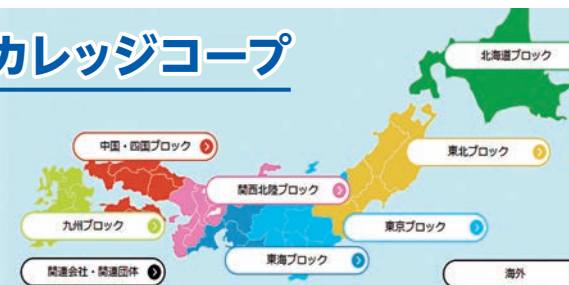 カレッジコープ
北海道ブロック
中国・四国ブロック
東北ブロック
関西北陸ブロック
九州ブロック
東京ブロック
東海ブロック
関連会社・関連団体
海外